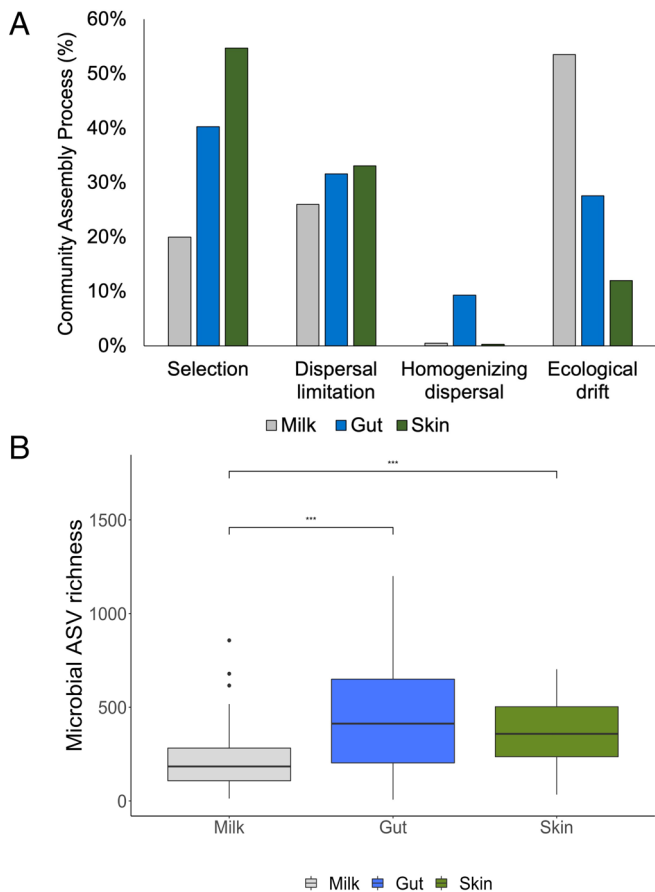 A
Community Assembly Process (%)
60%
50%
40%
30%
20%
10%
0%
Selection
Dispersal
limitation
Homogenizing
dispersal
Ecological
drift
Milk Gut Skin
B
Microbial ASV richness
1500
1000
500
0
***
***
Milk Gut Skin
Milk Gut Skin